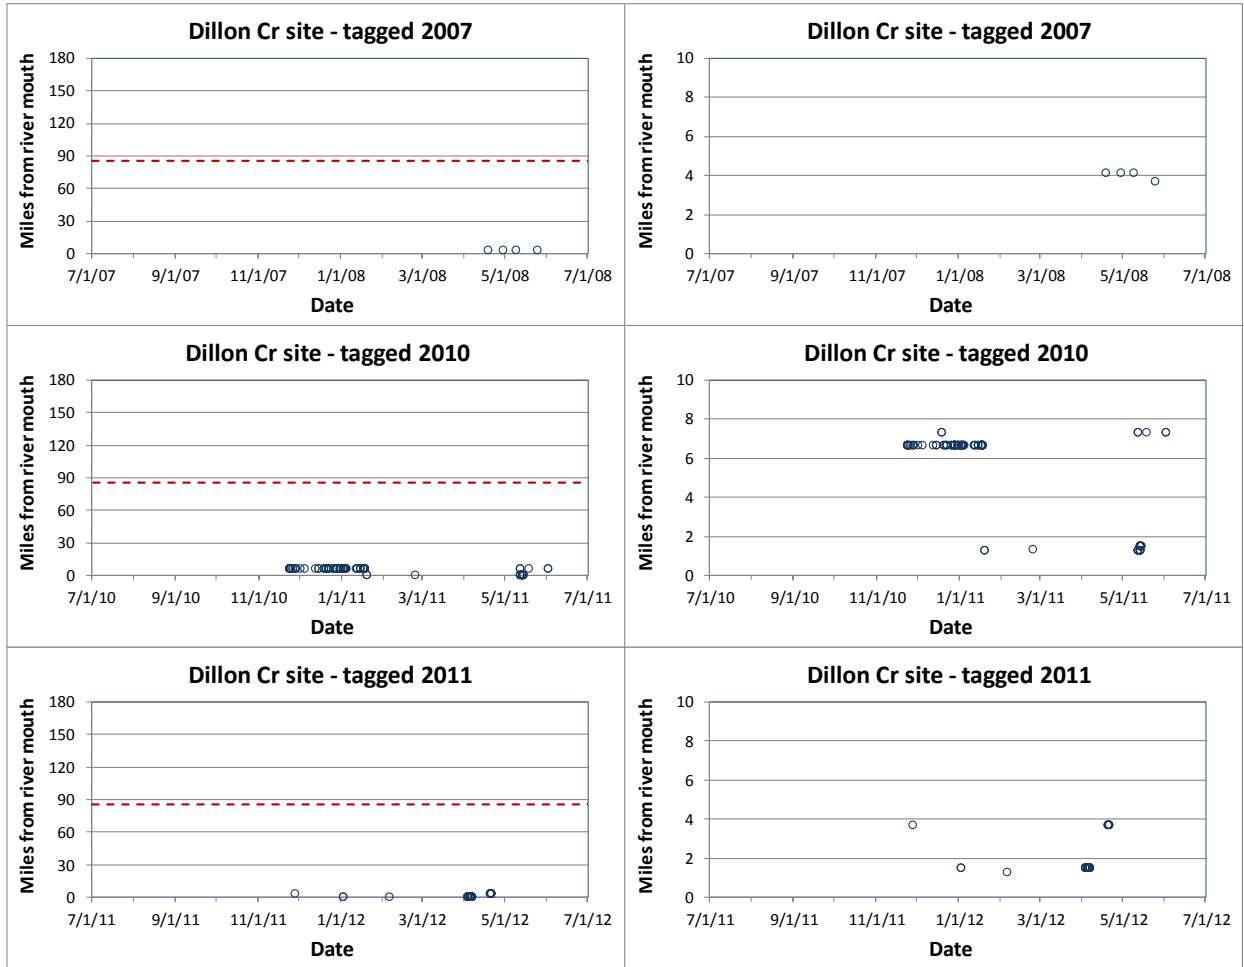 Dillon Cr site - tagged 2007
Miles from river mouth
180
150
120
90
60
30
0
7/1/07 9/1/07 11/1/07 1/1/08 3/1/08 5/1/08 7/1/08
Date
Dillon Cr site - tagged 2007
Miles from river mouth
10
8
6
4
2
0
7/1/07 9/1/07 11/1/07 1/1/08 3/1/08 5/1/08 7/1/08
Date
Dillon Cr site - tagged 2010
Miles from river mouth
180
150
120
90
60
30
0
7/1/10 9/1/10 11/1/10 1/1/11 3/1/11 5/1/11 7/1/11
Date
Dillon Cr site - tagged 2010
Miles from river mouth
10
8
6
4
2
0
7/1/10 9/1/10 11/1/10 1/1/11 3/1/11 5/1/11 7/1/11
Date
Dillon Cr site - tagged 2011
Miles from river mouth
180
150
120
90
60
30
0
7/1/11 9/1/11 11/1/11 1/1/12 3/1/12 5/1/12 7/1/12
Date
Dillon Cr site - tagged 2011
Miles from river mouth
10
8
6
4
2
0
7/1/11 9/1/11 11/1/11 1/1/12 3/1/12 5/1/12 7/1/12
Date